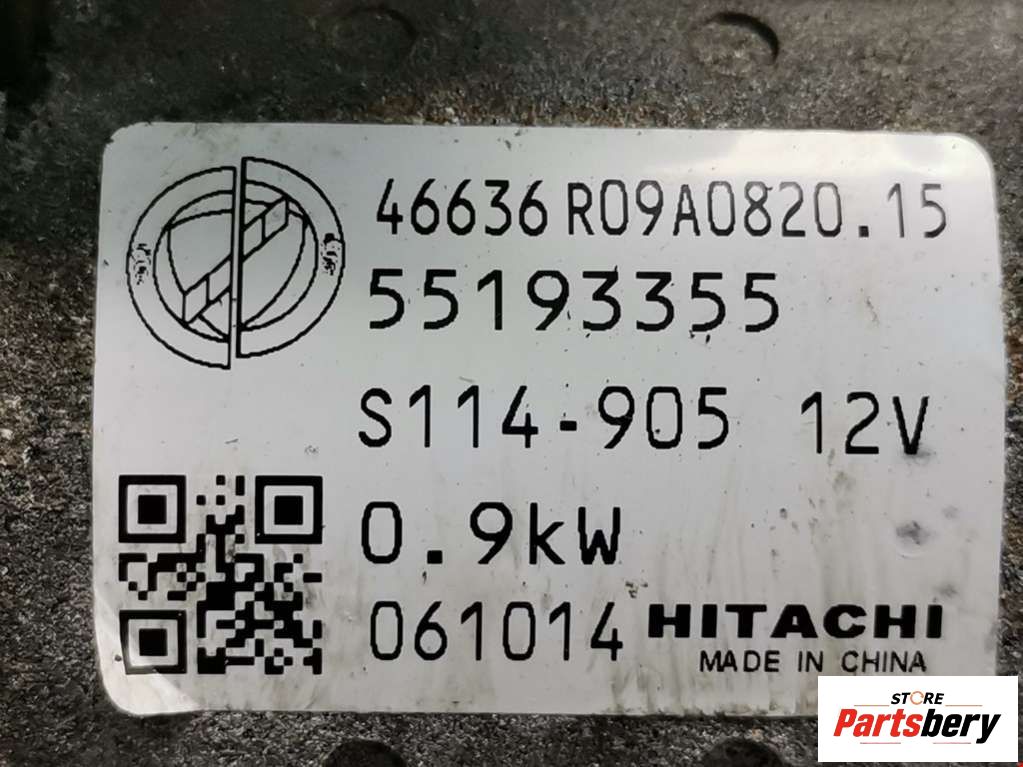 46636 R09A0820.15
55193355
S114-905 12V
0.9kW
061014 HITACHI
MADE IN CHINA
STORE
Partsbery